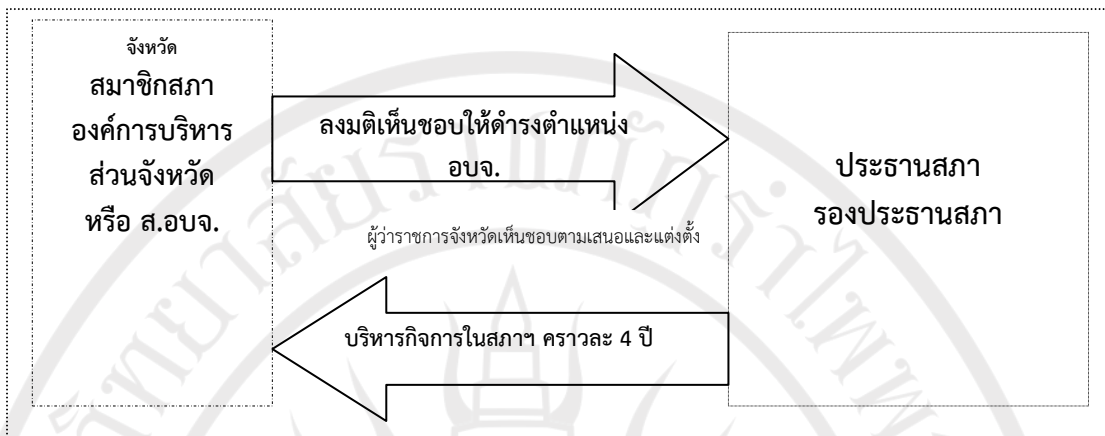 จังหวัด
สมาชิกสภา
องค์การบริหาร
ส่วนจังหวัด
หรือ ส.อบจ.
ลงมติเห็นชอบให้ดำรงตำแหน่ง
อบจ.
ผู้ว่าราชการจังหวัดเห็นชอบตามเสนอและแต่งตั้ง
บริหารกิจการในสภาฯ คราวละ 4 ปี
ประธานสภา
รองประธานสภา